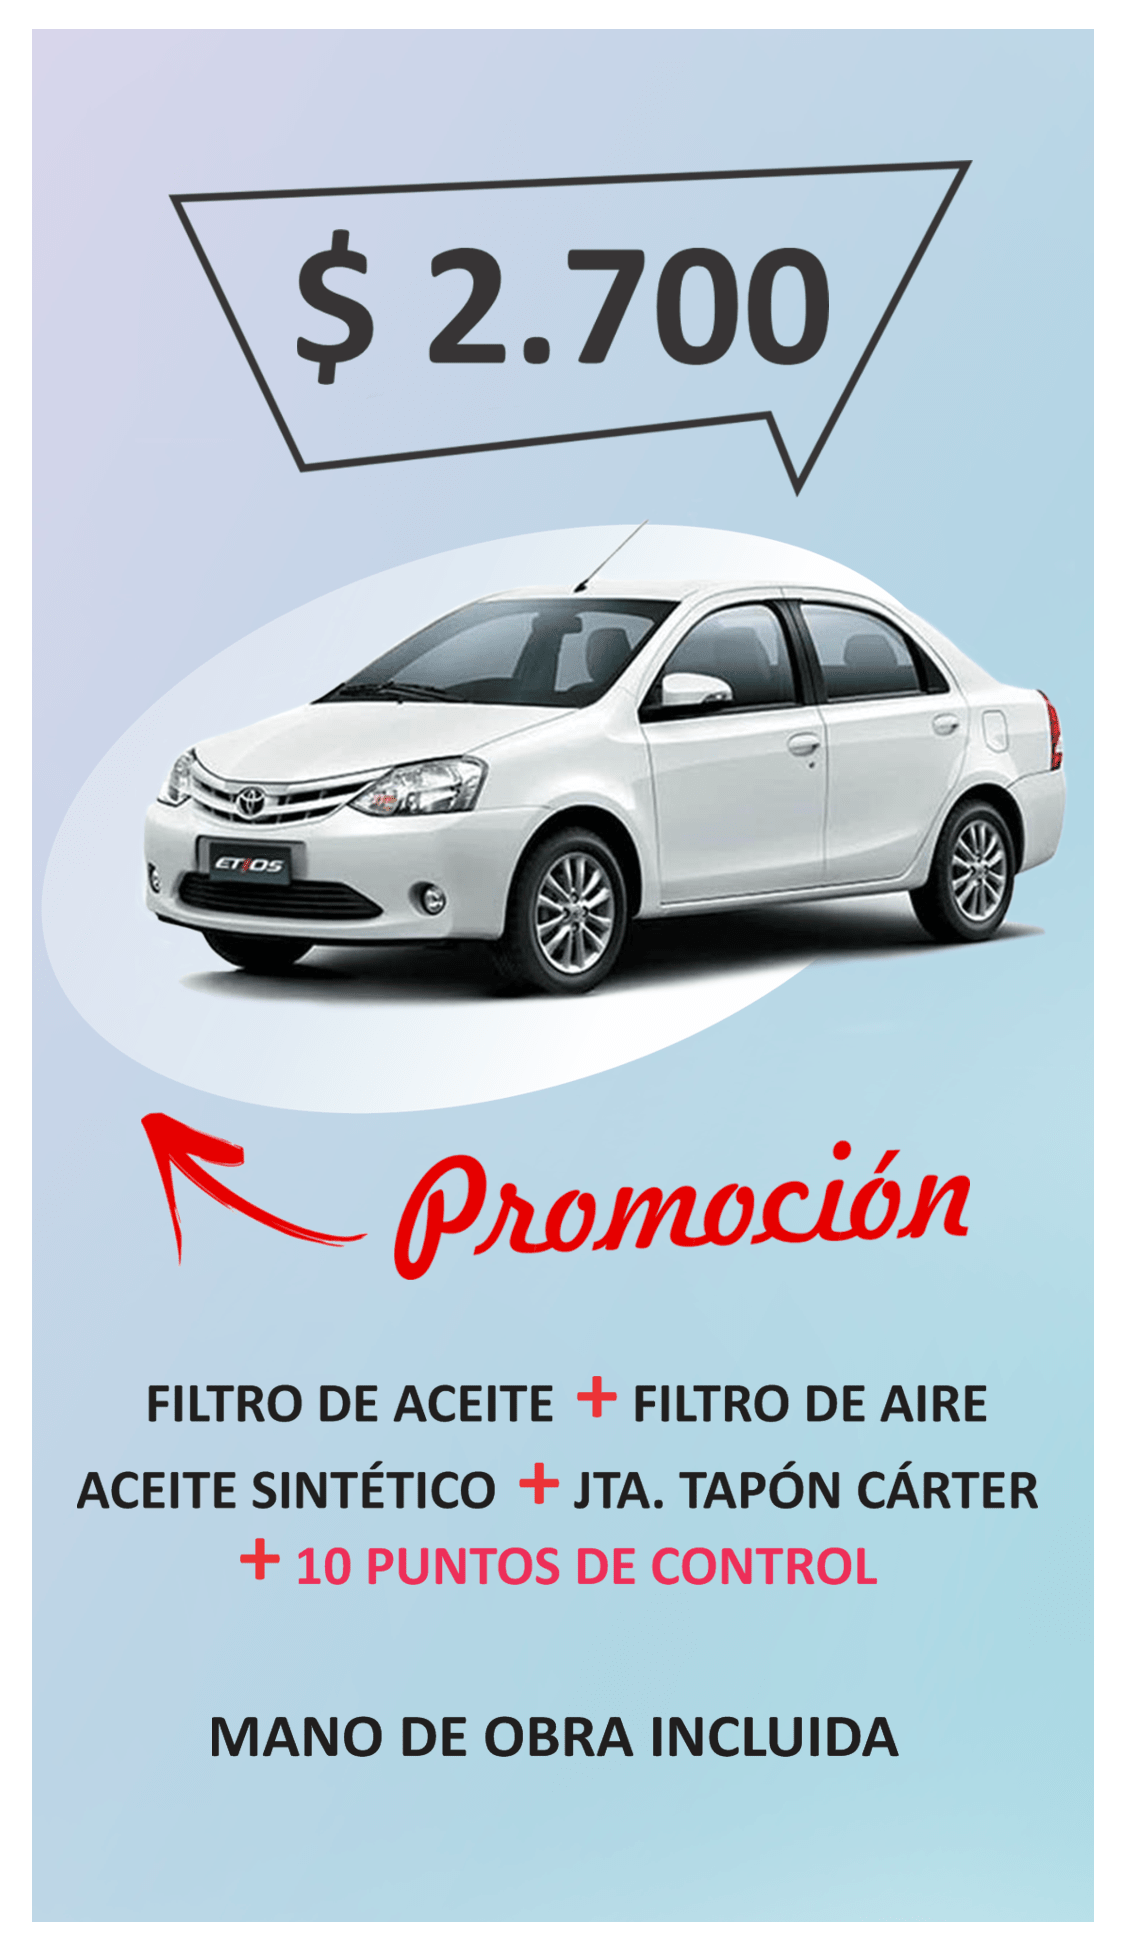 $ 2.700
ETIOS
Promoción
FILTRO DE ACEITE + FILTRO DE AIRE
ACEITE SINTÉTICO + JTA. TAPÓN CÁRTER
+ 10 PUNTOS DE CONTROL
MANO DE OBRA INCLUIDA